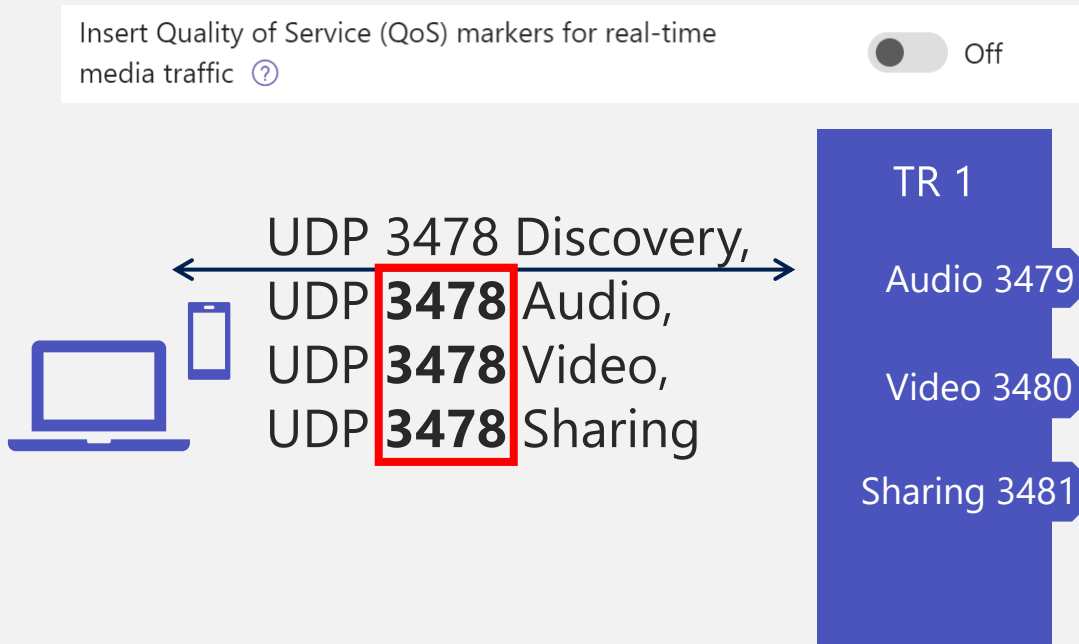 Insert Quality of Service (QoS) markers for real-time
media traffic ?
Off
UDP 3478 Discovery,
UDP 3478 Audio,
UDP 3478 Video,
UDP 3478 Sharing
TR 1
Audio 3479
Video 3480
Sharing 3481